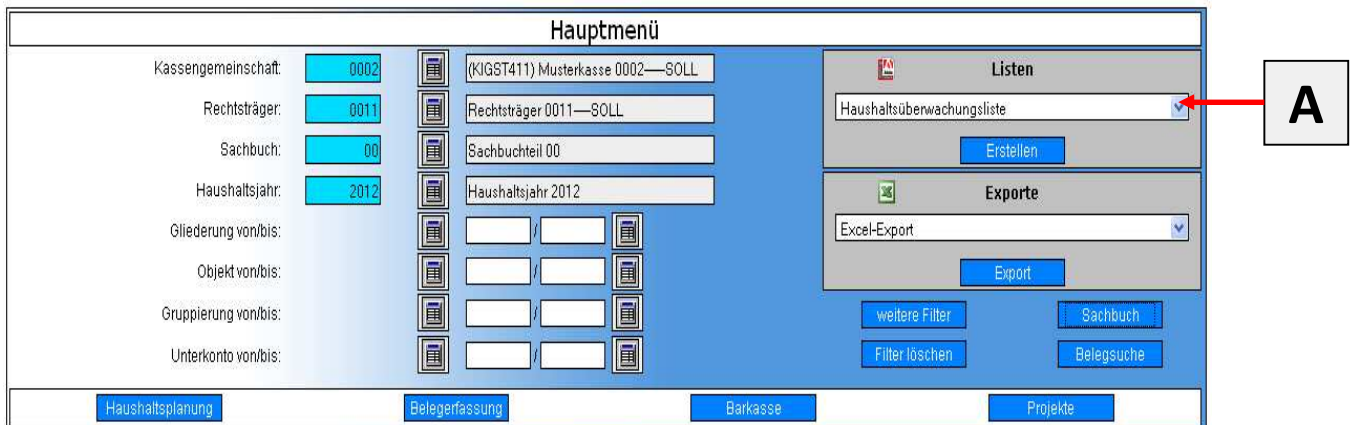 Hauptmenü
Kassengemeinschaft: 0002 (KIGST411) Musterkasse 0002-----SOLL
Rechtsträger: 0011 Rechtsträger 0011---SOLL
Sachbuch: 00 Sachbuchteil 00
Haushaltsjahr: 2012 Haushaltsjahr 2012
Gliederung von/bis: /
Objekt von/bis: /
Gruppierung von/bis: /
Unterkonto von/bis: /
Listen
Haushaltsüberwachungsliste
Erstellen
A
Exporte
Excel-Export
Export
weitere Filter Sachbuch
Filter löschen Belegsuche
Haushaltsplanung Belegerfassung Barkasse Projekte